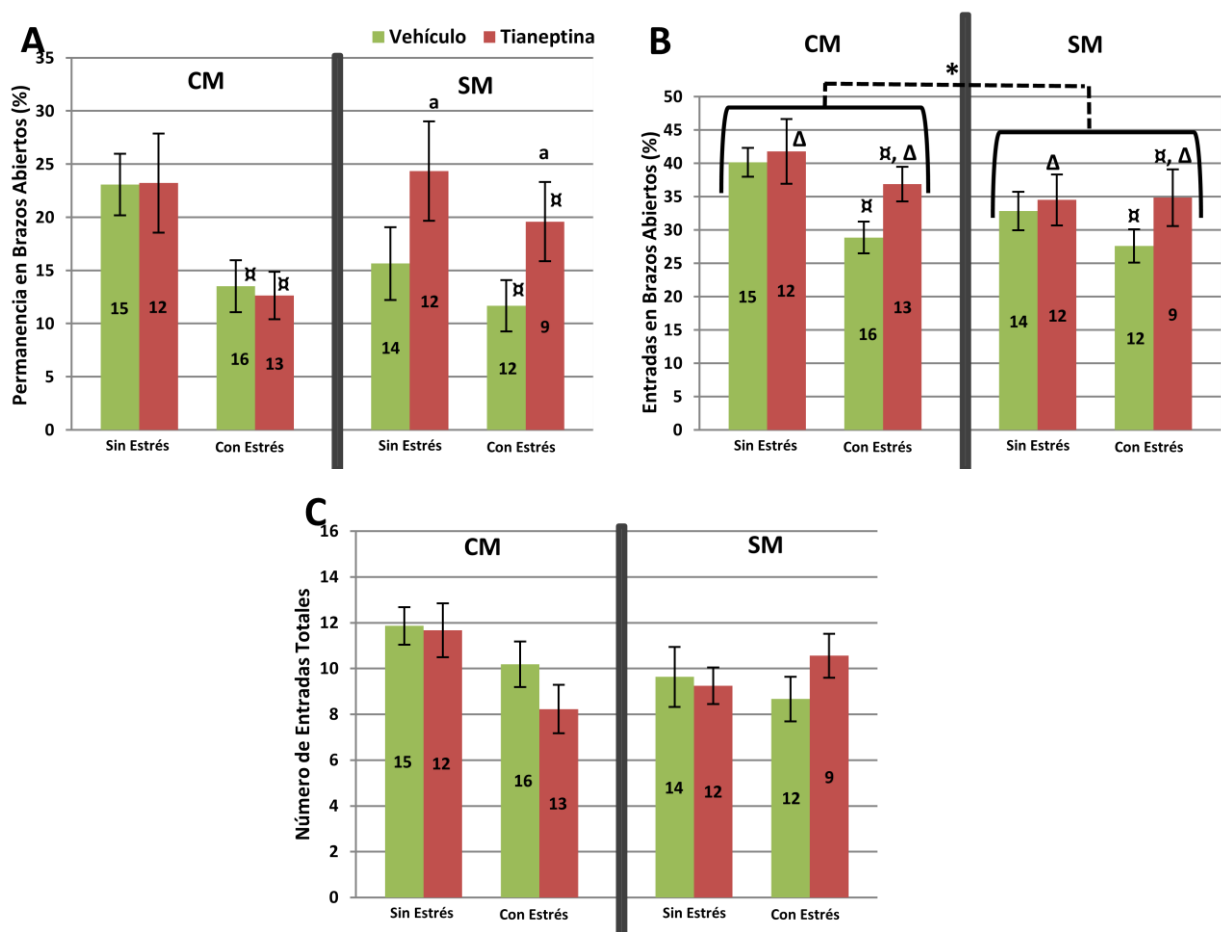 A
Vehículo Tianeptina
CM SM
Permanencia en Brazos Abiertos (%)
35
30
25
20
15
10
5
0
a
a
¤
¤ ¤
¤
15 12 16 13 14 12 12 9
Sin Estrés Con Estrés Sin Estrés Con Estrés
B
CM SM
*
Entradas en Brazos Abiertos (%)
50
45
40
35
30
25
20
15
10
5
0
Δ ¤, Δ Δ ¤, Δ
¤ ¤
15 12 16 13 14 12 12 9
Sin Estrés Con Estrés Sin Estrés Con Estrés
C
CM SM
Número de Entradas Totales
16
14
12
10
8
6
4
2
0
15 12 16 13 14 12 12 9
Sin Estrés Con Estrés Sin Estrés Con Estrés